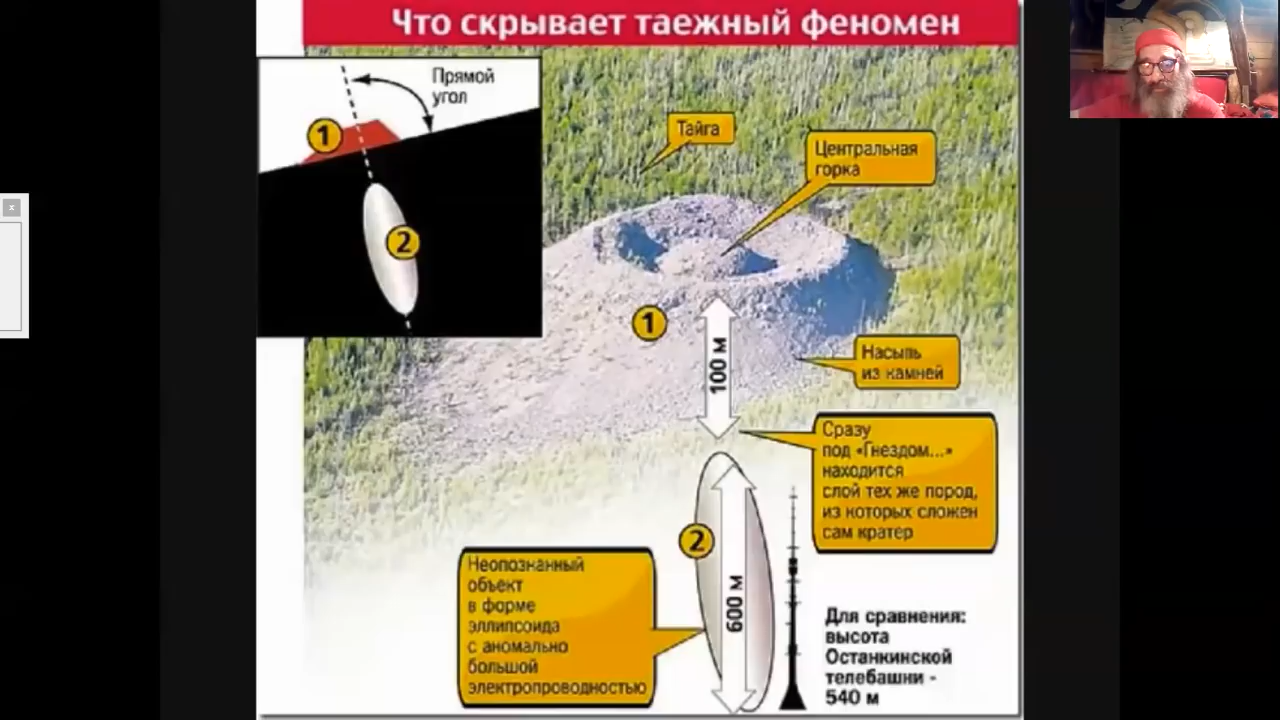 Что скрывает таежный феномен
Прямой
угол
1
2
Тайга
Центральная
горка
1
100 м
Насыпь
из камней
Сразу
под «Гнездом...»
находится
слой тех же пород,
из которых сложен
сам кратер
2
600 м
Неопознанный
объект
в форме
эллипсоида
с аномально
большой
электропроводностью
Для сравнения:
высота
Останкинской
телебашни -
540 м